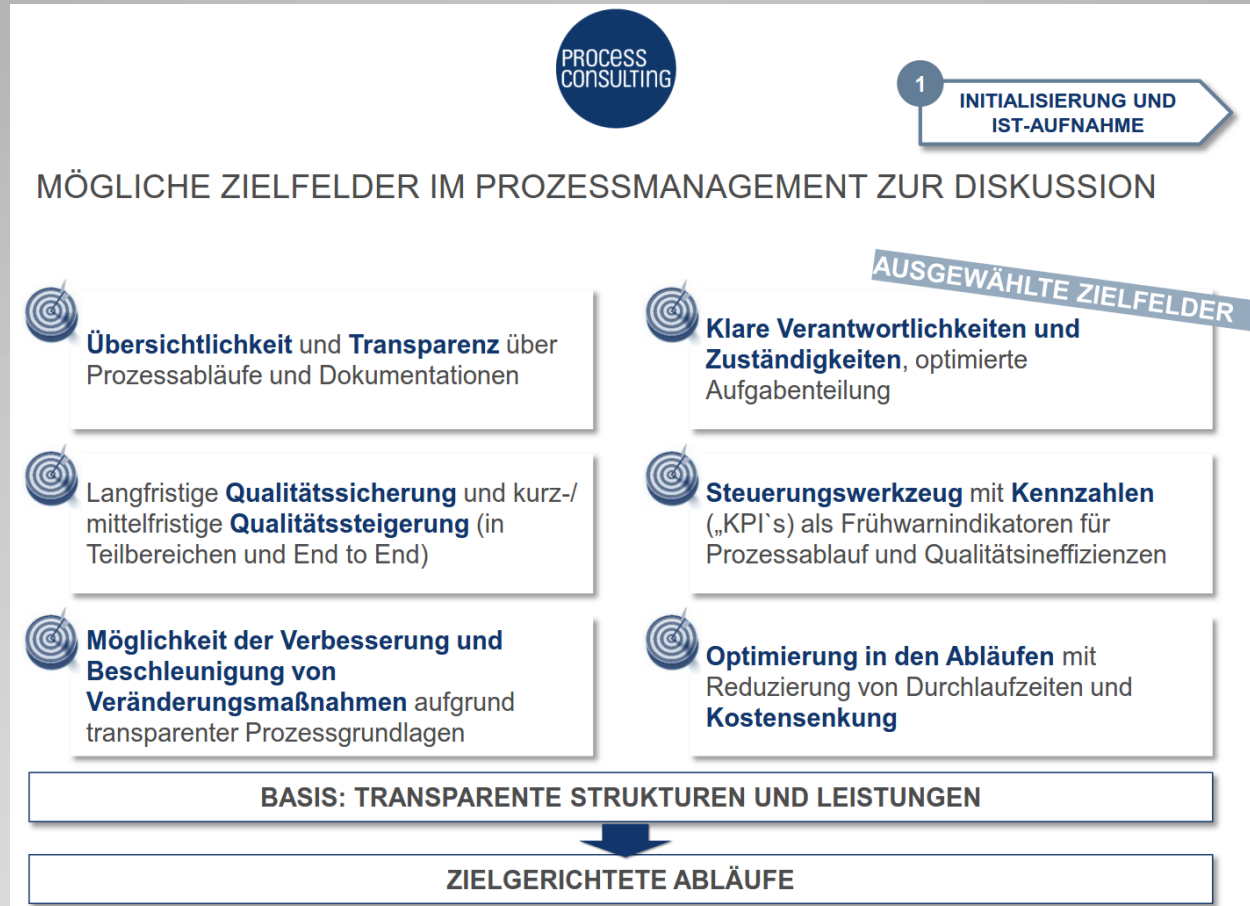 PROCESS
CONSULTING
1
INITIALISIERUNG UND
IST-AUFNAHME
MÖGLICHE ZIELFELDER IM PROZESSMANAGEMENT ZUR DISKUSSION
AUSGEWÄHLTE ZIELFELDER
Übersichtlichkeit und Transparenz über
Prozessabläufe und Dokumentationen
Klare Verantwortlichkeiten und
Zuständigkeiten, optimierte
Aufgabenteilung
Langfristige Qualitätssicherung und kurz-/
mittelfristige Qualitätssteigerung (in
Teilbereichen und End to End)
Steuerungswerkzeug mit Kennzahlen
(„KPI`s) als Frühwarnindikatoren für
Prozessablauf und Qualitätsineffizienzen
Möglichkeit der Verbesserung und
Beschleunigung von
Veränderungsmaßnahmen aufgrund
transparenter Prozessgrundlagen
Optimierung in den Abläufen mit
Reduzierung von Durchlaufzeiten und
Kostensenkung
BASIS: TRANSPARENTE STRUKTUREN UND LEISTUNGEN
ZIELGERICHTETE ABLÄUFE